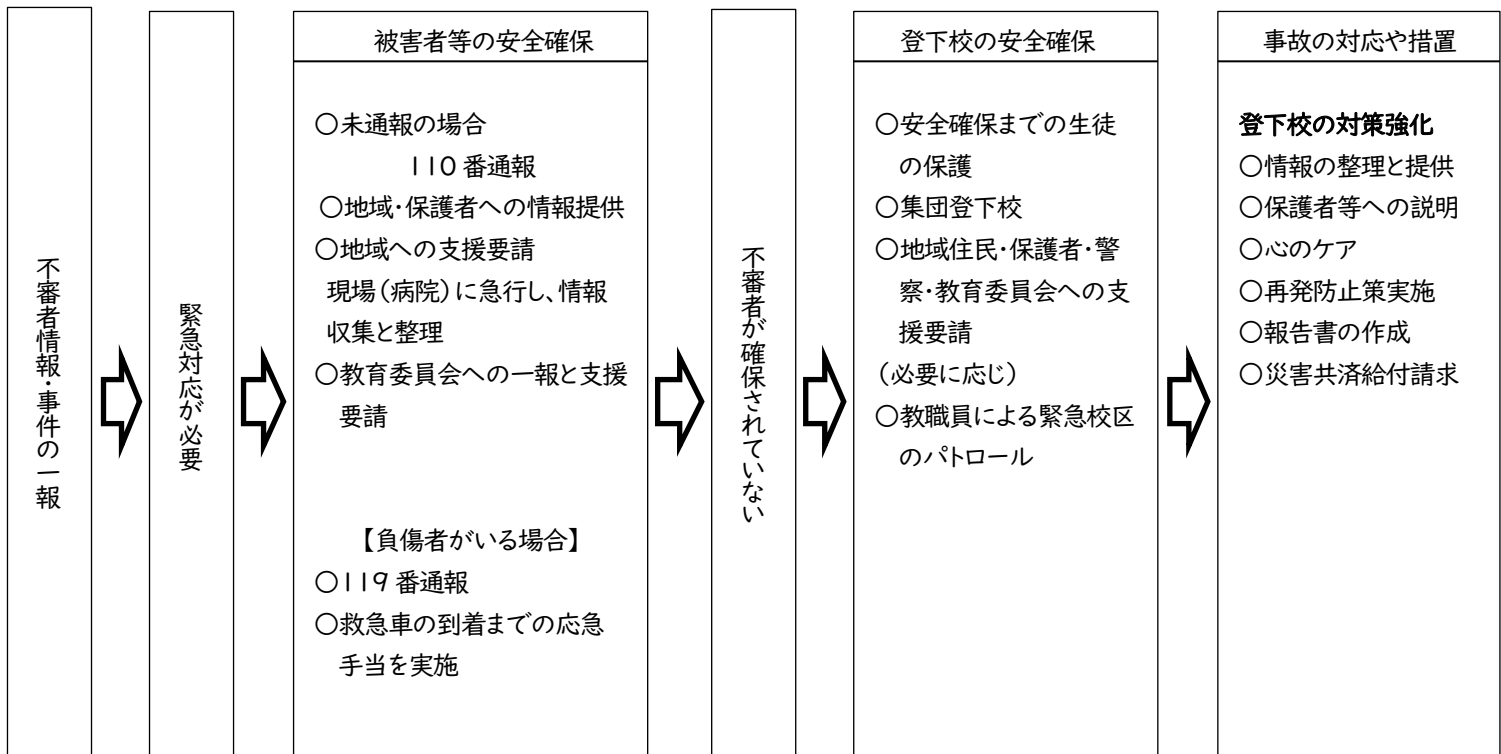 不審者情報・事件の一報
緊急対応が必要
被害者等の安全確保
○未通報の場合
110番通報
○地域・保護者への情報提供
○地域への支援要請
現場(病院)に急行し、情報
収集と整理
○教育委員会への一報と支援
要請
【負傷者がいる場合】
○119番通報
○救急車の到着までの応急
手当を実施
不審者が確保されていない
登下校の安全確保
○安全確保までの生徒
の保護
○集団登下校
○地域住民・保護者・警
察・教育委員会への支
援要請
(必要に応じ)
○教職員による緊急校区
のパトロール
事故の対応や措置
登下校の対策強化
○情報の整理と提供
○保護者等への説明
○心のケア
○再発防止策実施
○報告書の作成
○災害共済給付請求